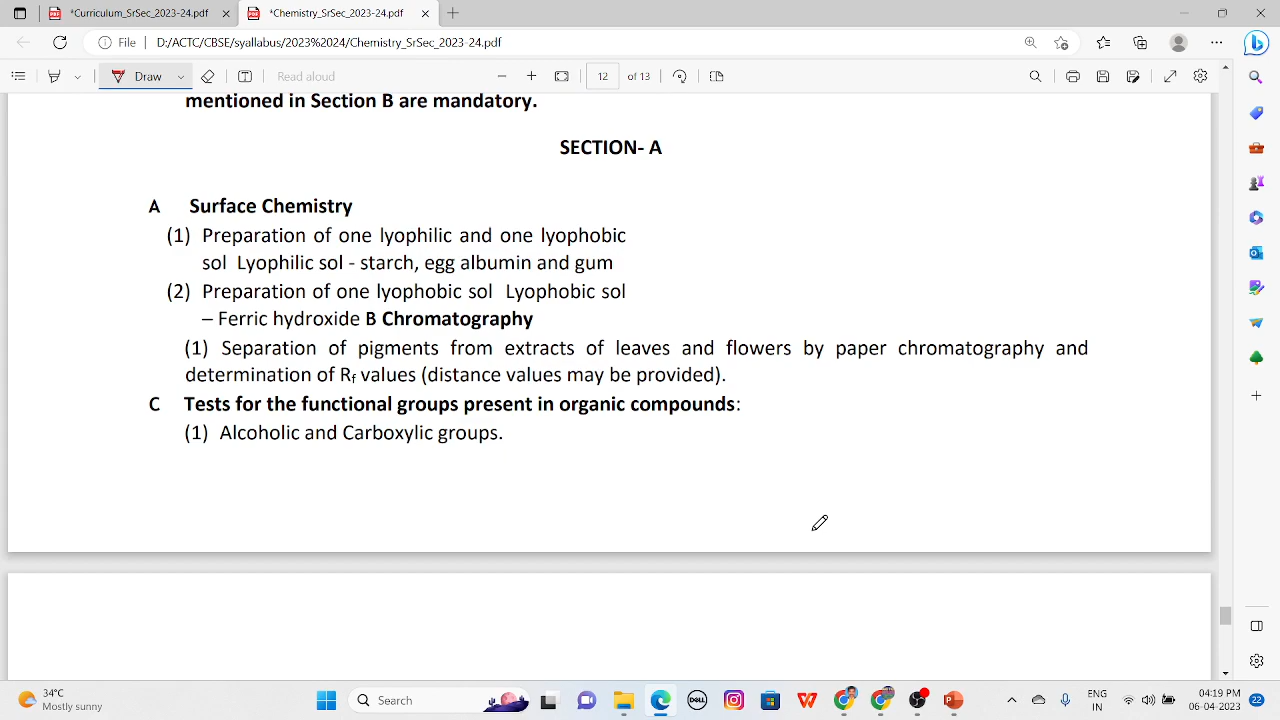 *Curriculum_SrSec_2023-24.pdf
*Chemistry_SrSec_2023-24.pdf
File
D:/ACTC/CBSE/syallabus/2023%2024/Chemistry_SrSec_2023-24.pdf
Draw
Read aloud
12 of 13
mentioned in Section B are mandatory.
SECTION- A
A Surface Chemistry
(1) Preparation of one lyophilic and one lyophobic
sol Lyophilic sol - starch, egg albumin and gum
(2) Preparation of one lyophobic sol Lyophobic sol
– Ferric hydroxide B Chromatography
(1) Separation of pigments from extracts of leaves and flowers by paper chromatography and
determination of Rf values (distance values may be provided).
C Tests for the functional groups present in organic compounds:
(1) Alcoholic and Carboxylic groups.
34°C
Mostly sunny
Search
ENG
IN
04:19 PM
06-04-2023
22